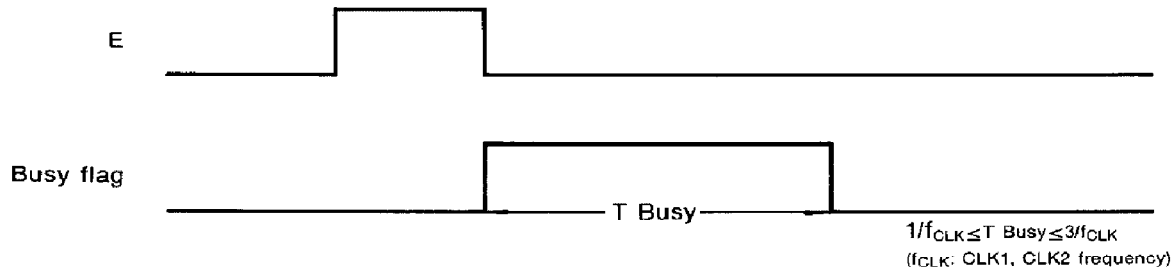 E
Busy flag
T Busy
1/fCLK≤T Busy≤3/fCLK
(fCLK: CLK1, CLK2 frequency)